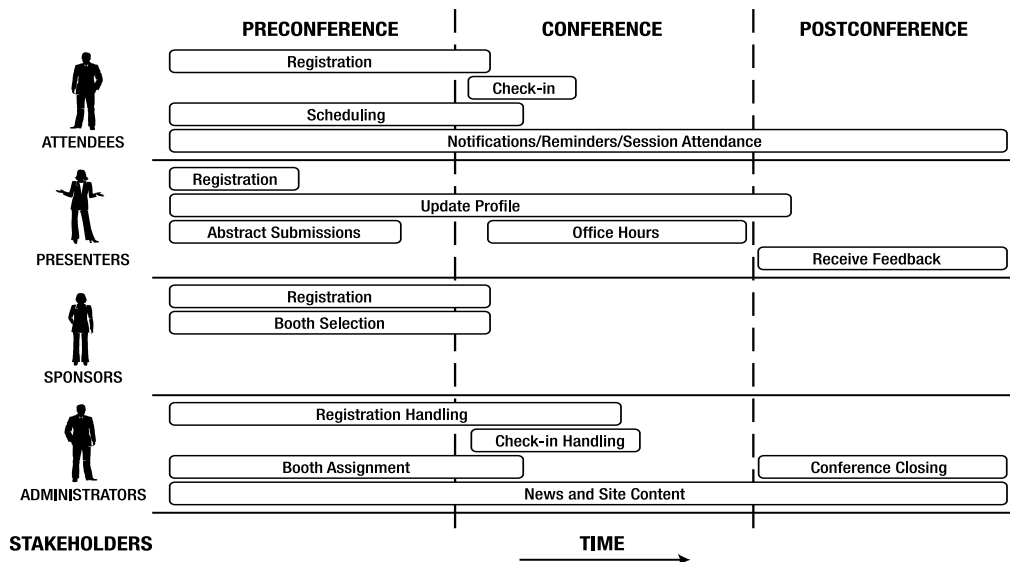 PRECONFERENCE
CONFERENCE
POSTCONFERENCE
Registration
Check-in
Scheduling
Notifications/Reminders/Session Attendance
ATTENDEES
Registration
Update Profile
Abstract Submissions
Office Hours
Receive Feedback
PRESENTERS
Registration
Booth Selection
SPONSORS
Registration Handling
Check-in Handling
Booth Assignment
Conference Closing
News and Site Content
ADMINISTRATORS
STAKEHOLDERS
TIME